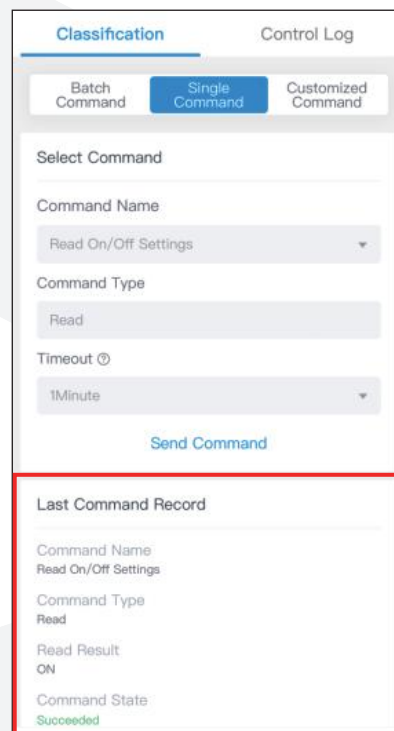 Classification Control Log
Batch Command Single Command Customized Command
Select Command
Command Name
Read On/Off Settings
Command Type
Read
Timeout ?
1Minute
Send Command
Last Command Record
Command Name
Read On/Off Settings
Command Type
Read
Read Result
ON
Command State
Succeeded